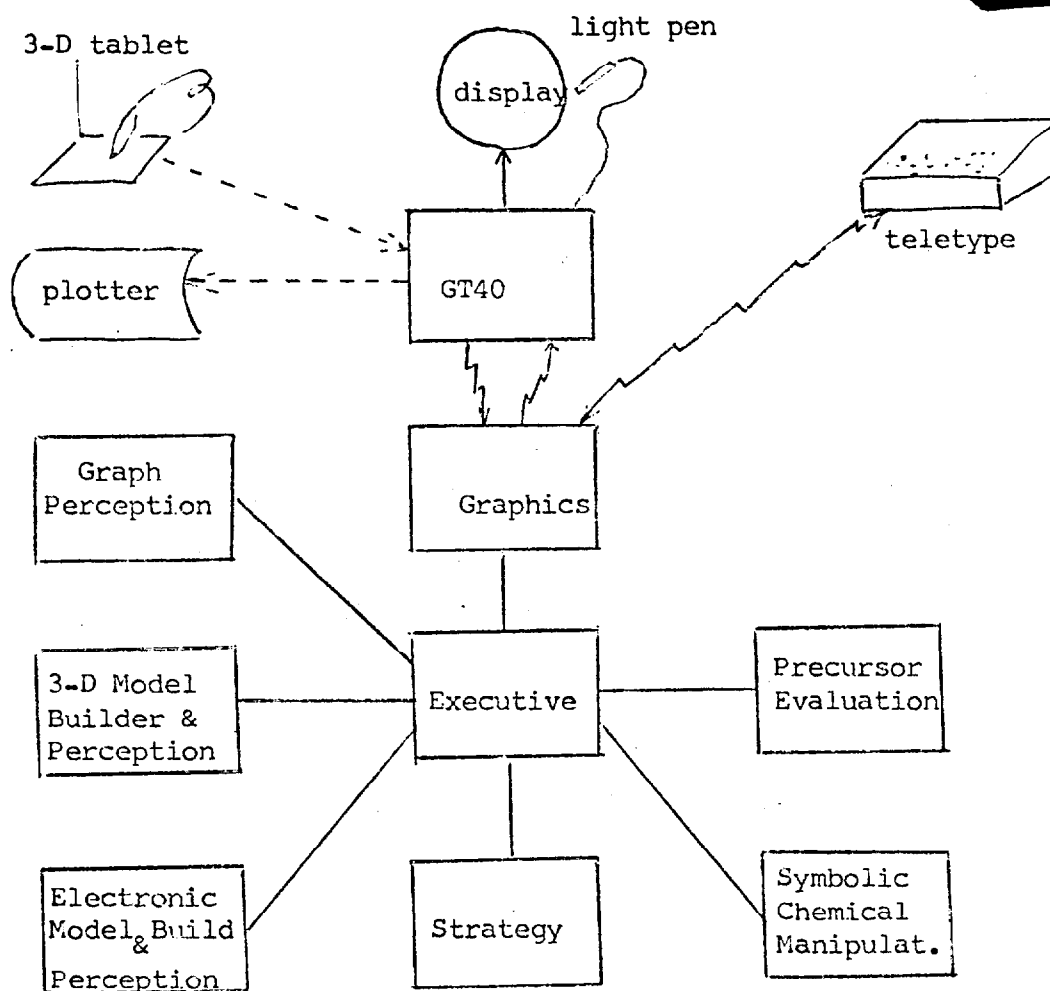 light pen
3-D tablet
display
teletype
plotter
GT40
Graph
Perception
Graphics
3-D Model
Builder &
Perception
Executive
Precursor
Evaluation
Electronic
Model Build
&
Perception
Strategy
Symbolic
Chemical
Manipulat.